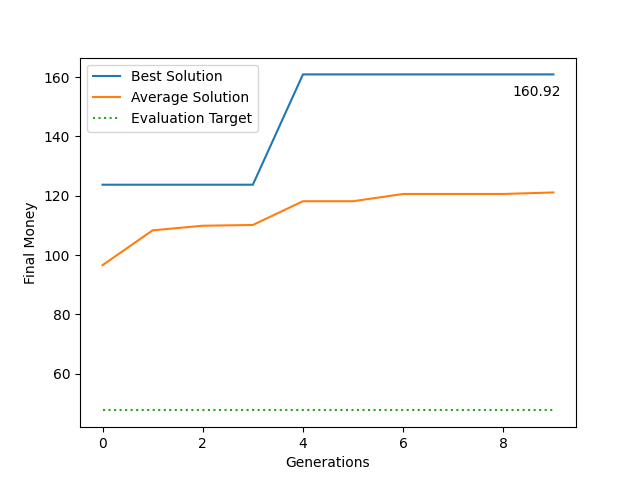 Best Solution
Average Solution
Evaluation Target
160.92
Final Money
160
140
120
100
80
60
0 2 4 6 8
Generations